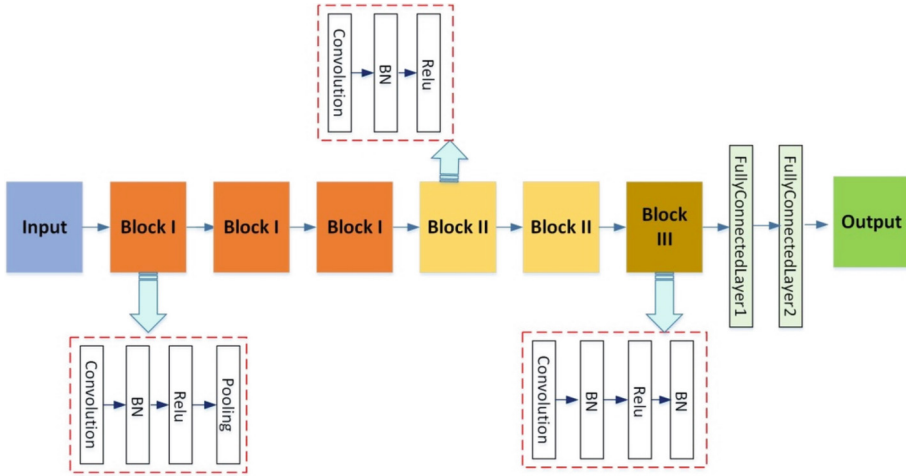 Convolution
BN
Relu
Input
Block I
Block I
Block I
Block II
Block II
Block
III
FullyConnectedLayer1
FullyConnectedLayer2
Output
Convolution
BN
Relu
Pooling
Convolution
BN
Relu
BN